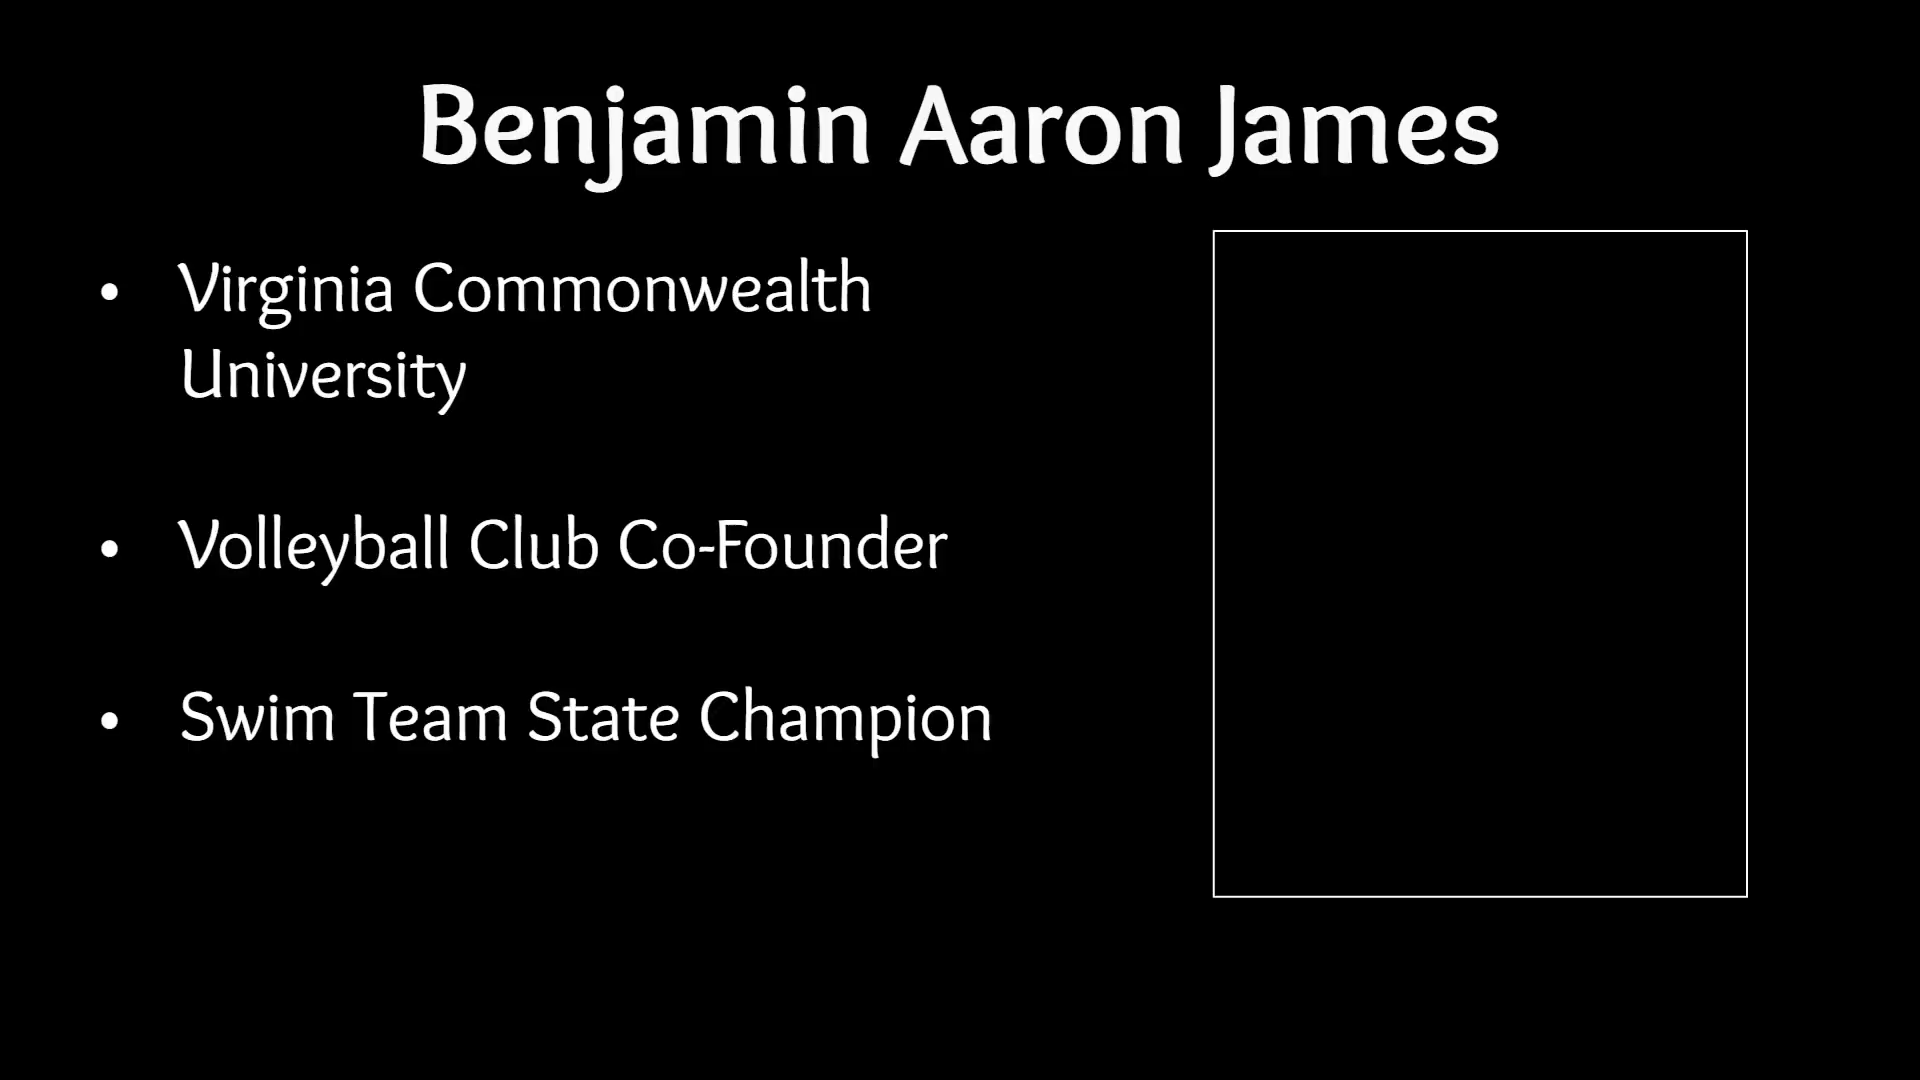 Benjamin Aaron James
• Virginia Commonwealth
University
• Volleyball Club Co-Founder
• Swim Team State Champion